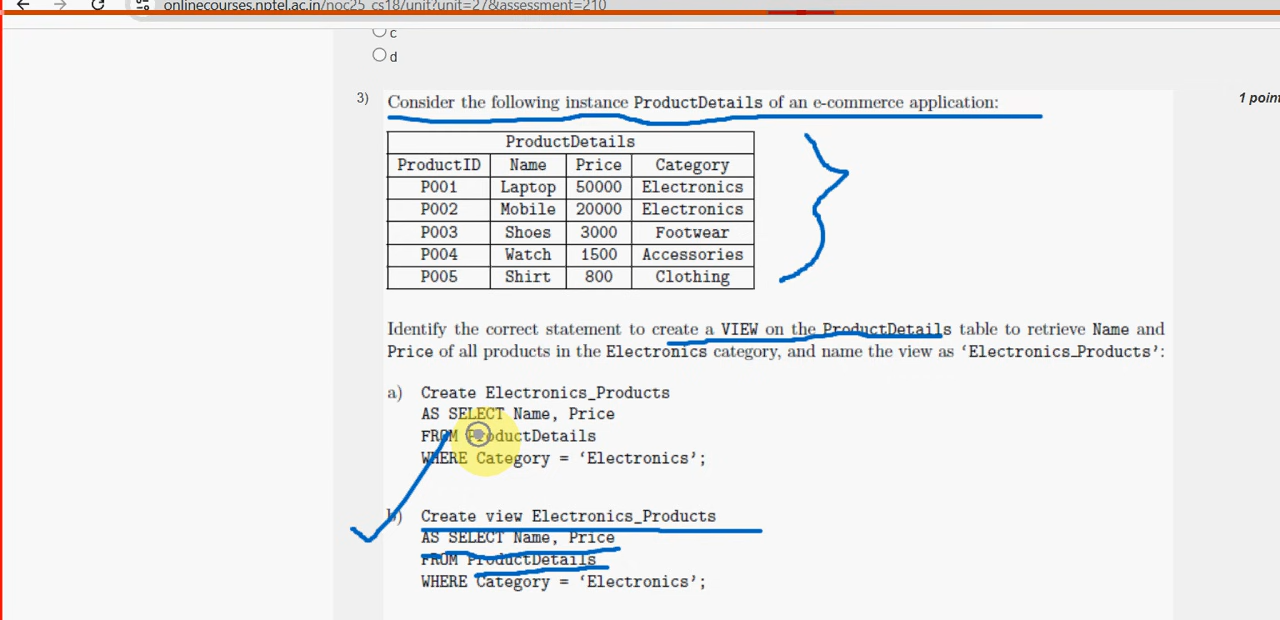 onlinecourses.nptel.ac.in/noc25_cs18/unit?unit=27&assessment=210
c
d
3) Consider the following instance ProductDetails of an e-commerce application: 1 point
ProductDetails
ProductID Name Price Category
P001 Laptop 50000 Electronics
P002 Mobile 20000 Electronics
P003 Shoes 3000 Footwear
P004 Watch 1500 Accessories
P005 Shirt 800 Clothing
Identify the correct statement to create a VIEW on the ProductDetails table to retrieve Name and
Price of all products in the Electronics category, and name the view as ‘Electronics_Products’:
a) Create Electronics_Products
AS SELECT Name, Price
FROM ProductDetails
WHERE Category = ‘Electronics’;
b) Create view Electronics_Products
AS SELECT Name, Price
FROM ProductDetails
WHERE Category = ‘Electronics’;